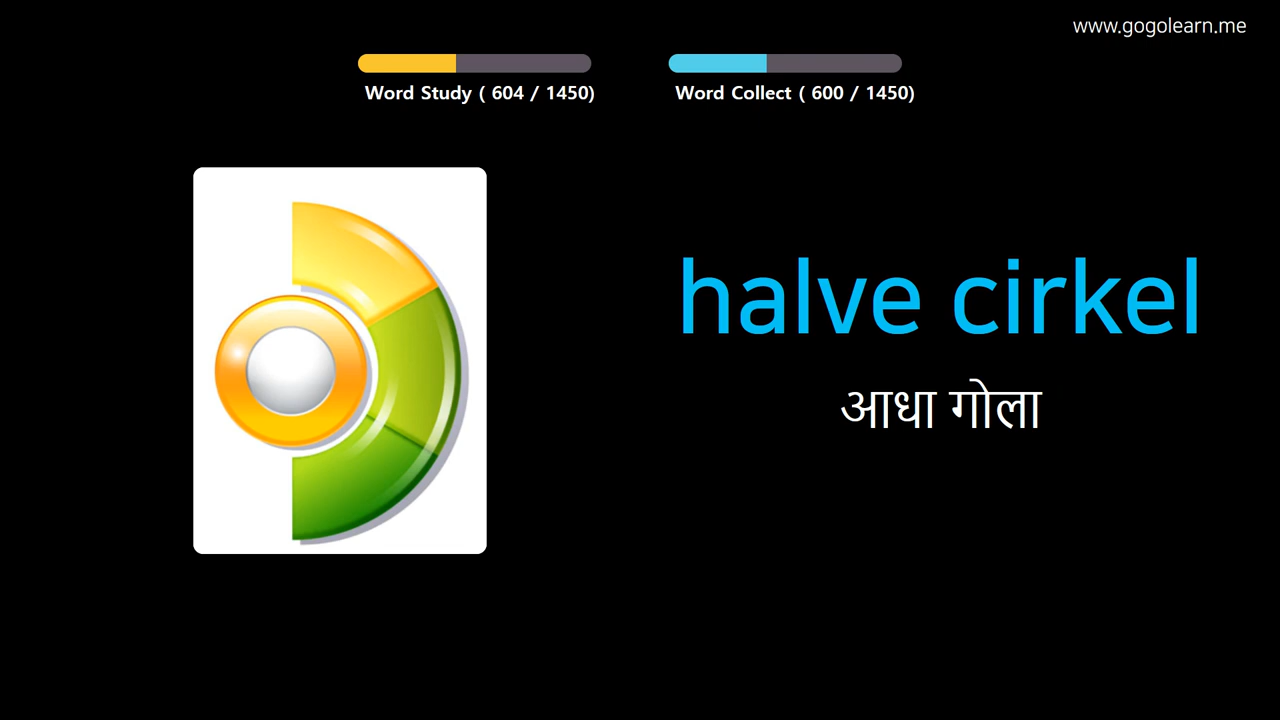 www.gogolearn.me
Word Study ( 604 / 1450)
Word Collect ( 600 / 1450)
halve cirkel
आधा गोला